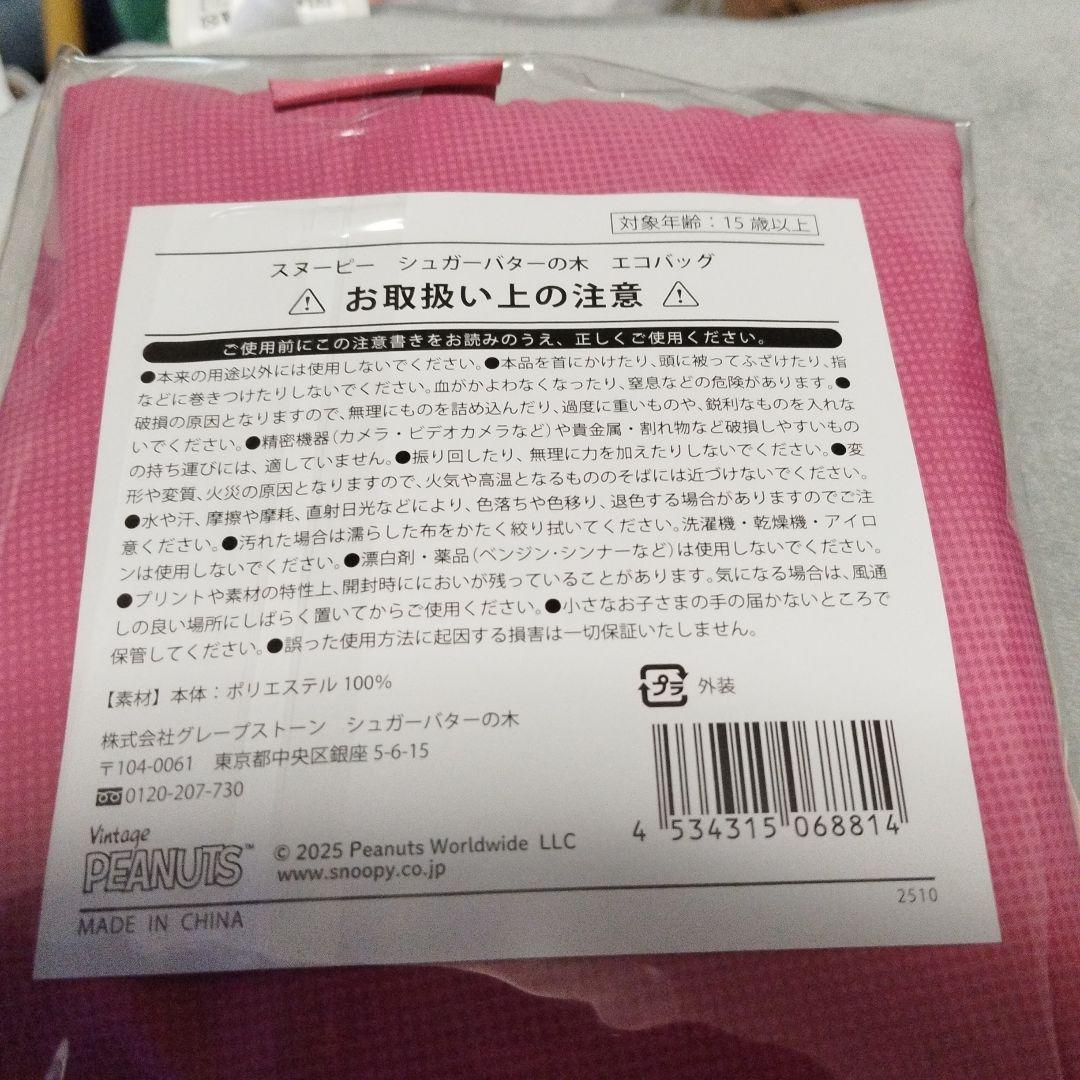 対象年齢：15 歳以上
スヌーピー シュガーバターの木 エコバッグ
お取扱い上の注意
ご使用前にこの注意書きをお読みのうえ、正しくご使用ください。
●本来の用途以外には使用しないでください。●本品を首にかけたり、頭に被ってふざけたり、指
などに巻きつけたりしないでください。血がかよわなくなったり、窒息などの危険があります。●
破損の原因となりますので、無理にものを詰め込んだり、過度に重いものや、鋭利なものを入れな
いでください。●精密機器（カメラ・ビデオカメラなど）や貴金属・割れ物など破損しやすいもの
の持ち運びには、適していません。●振り回したり、無理に力を加えたりしないでください。●変
形や変質、火災の原因となりますので、火気や高温となるもののそばには近づけないでください。
●水や汗、摩擦や摩耗、直射日光などにより、色落ちや色移り、退色する場合がありますのでご注
意ください。●汚れた場合は濡らした布をかたく絞り拭いてください。洗濯機・乾燥機・アイロ
ンは使用しないでください。●漂白剤・薬品（ベンジン・シンナーなど）は使用しないでください。
●プリントや素材の特性上、開封時ににおいが残っていることがあります。気になる場合は、風通
しの良い場所にしばらく置いてからご使用ください。●小さなお子さまの手の届かないところで
保管してください。●誤った使用方法に起因する損害は一切保証いたしません。
【素材】本体：ポリエステル 100%
プラ 外装
株式会社グレープストーン シュガーバターの木
〒104-0061 東京都中央区銀座 5-6-15
0120-207-730
4 534315 068814
Vintage
PEANUTS™
© 2025 Peanuts Worldwide LLC
www.snoopy.co.jp
2510
MADE IN CHINA